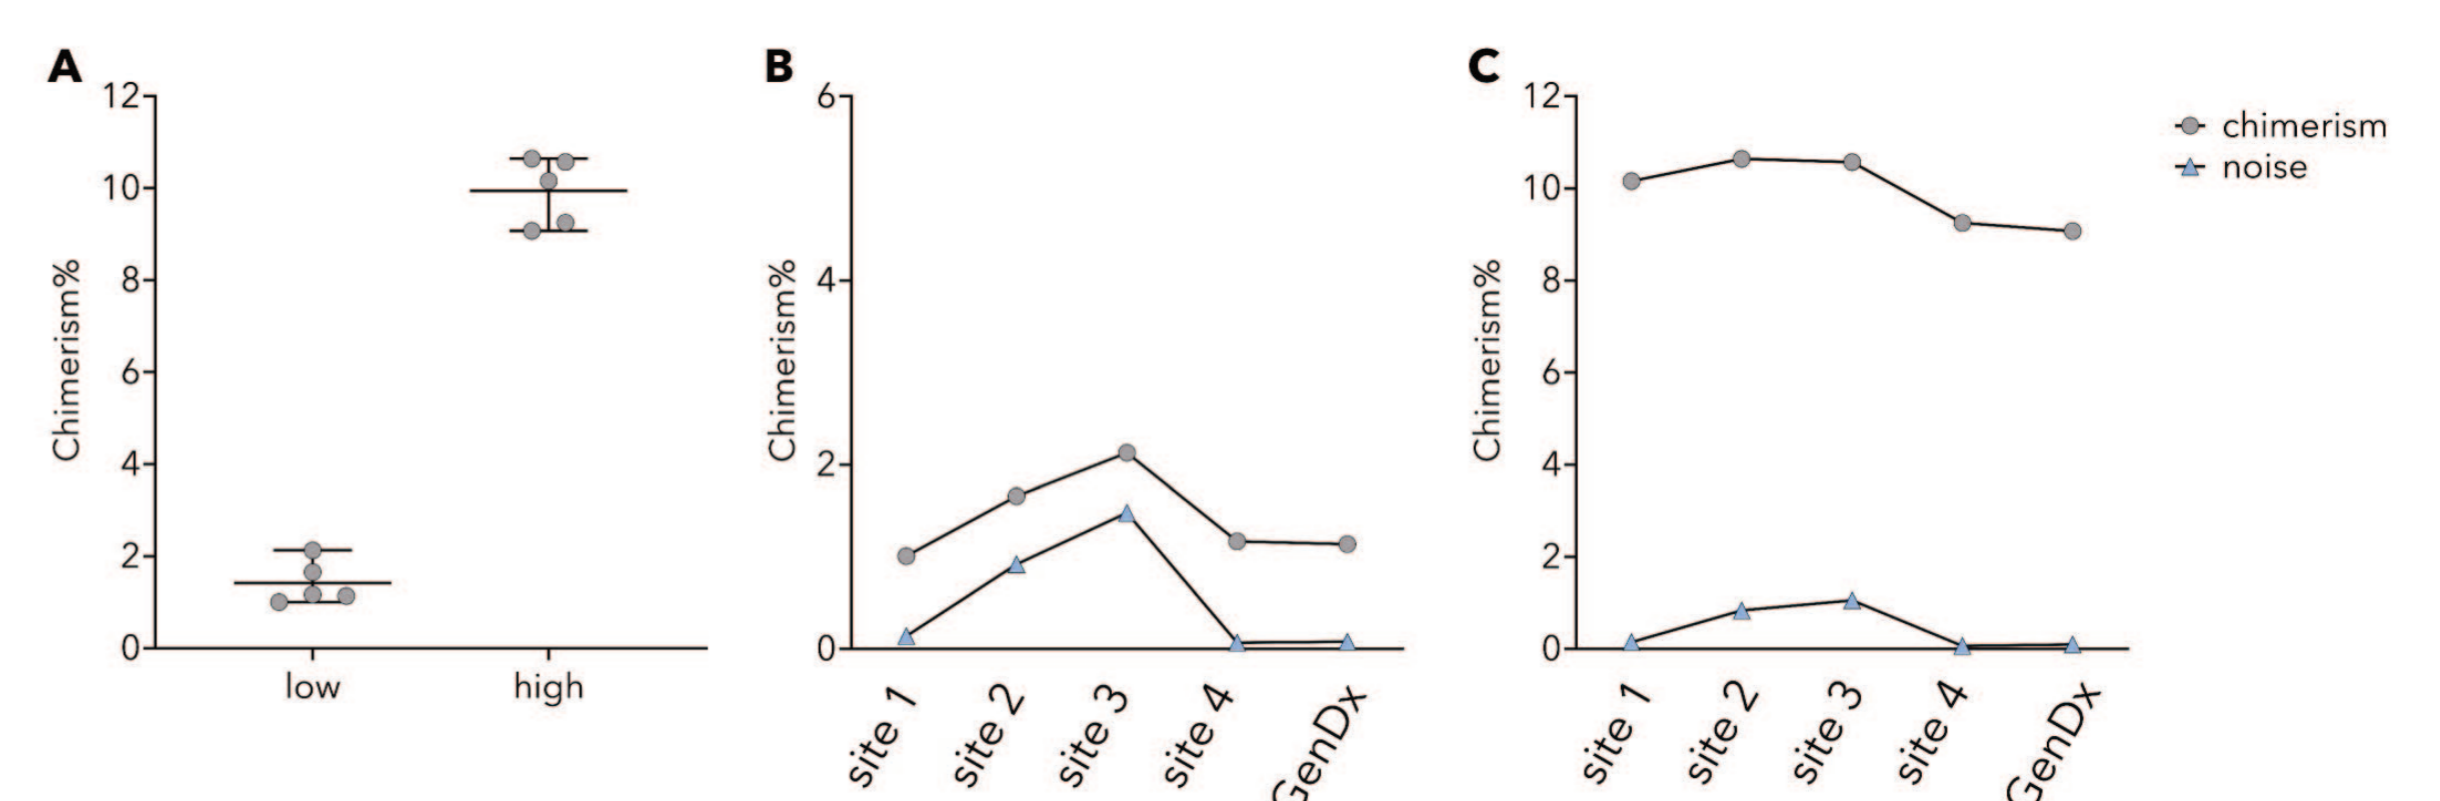 A
12
10
8
6
4
2
0
Chimerism%
low
high
B
6
4
2
0
Chimerism%
site 1
site 2
site 3
site 4
GenDx
C
12
10
8
6
4
2
0
Chimerism%
site 1
site 2
site 3
site 4
GenDx
chimerism
noise